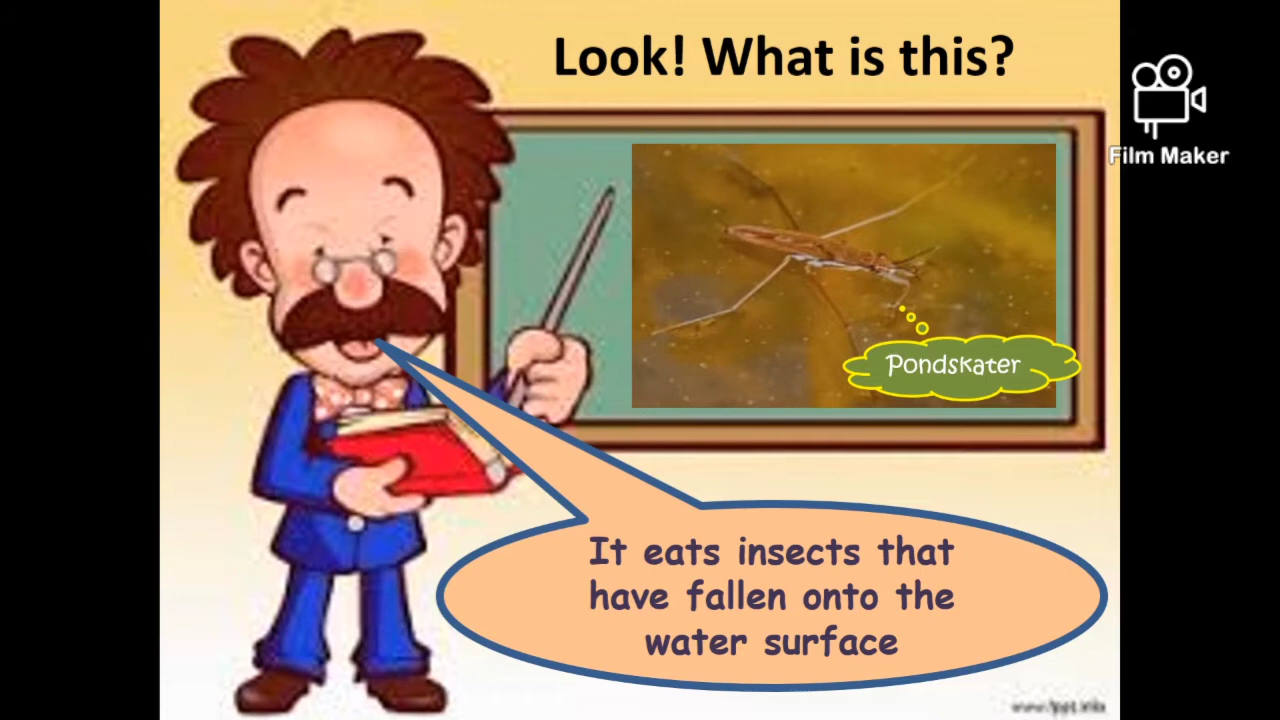 Look! What is this?
Film Maker
Pondskater
It eats insects that
have fallen onto the
water surface